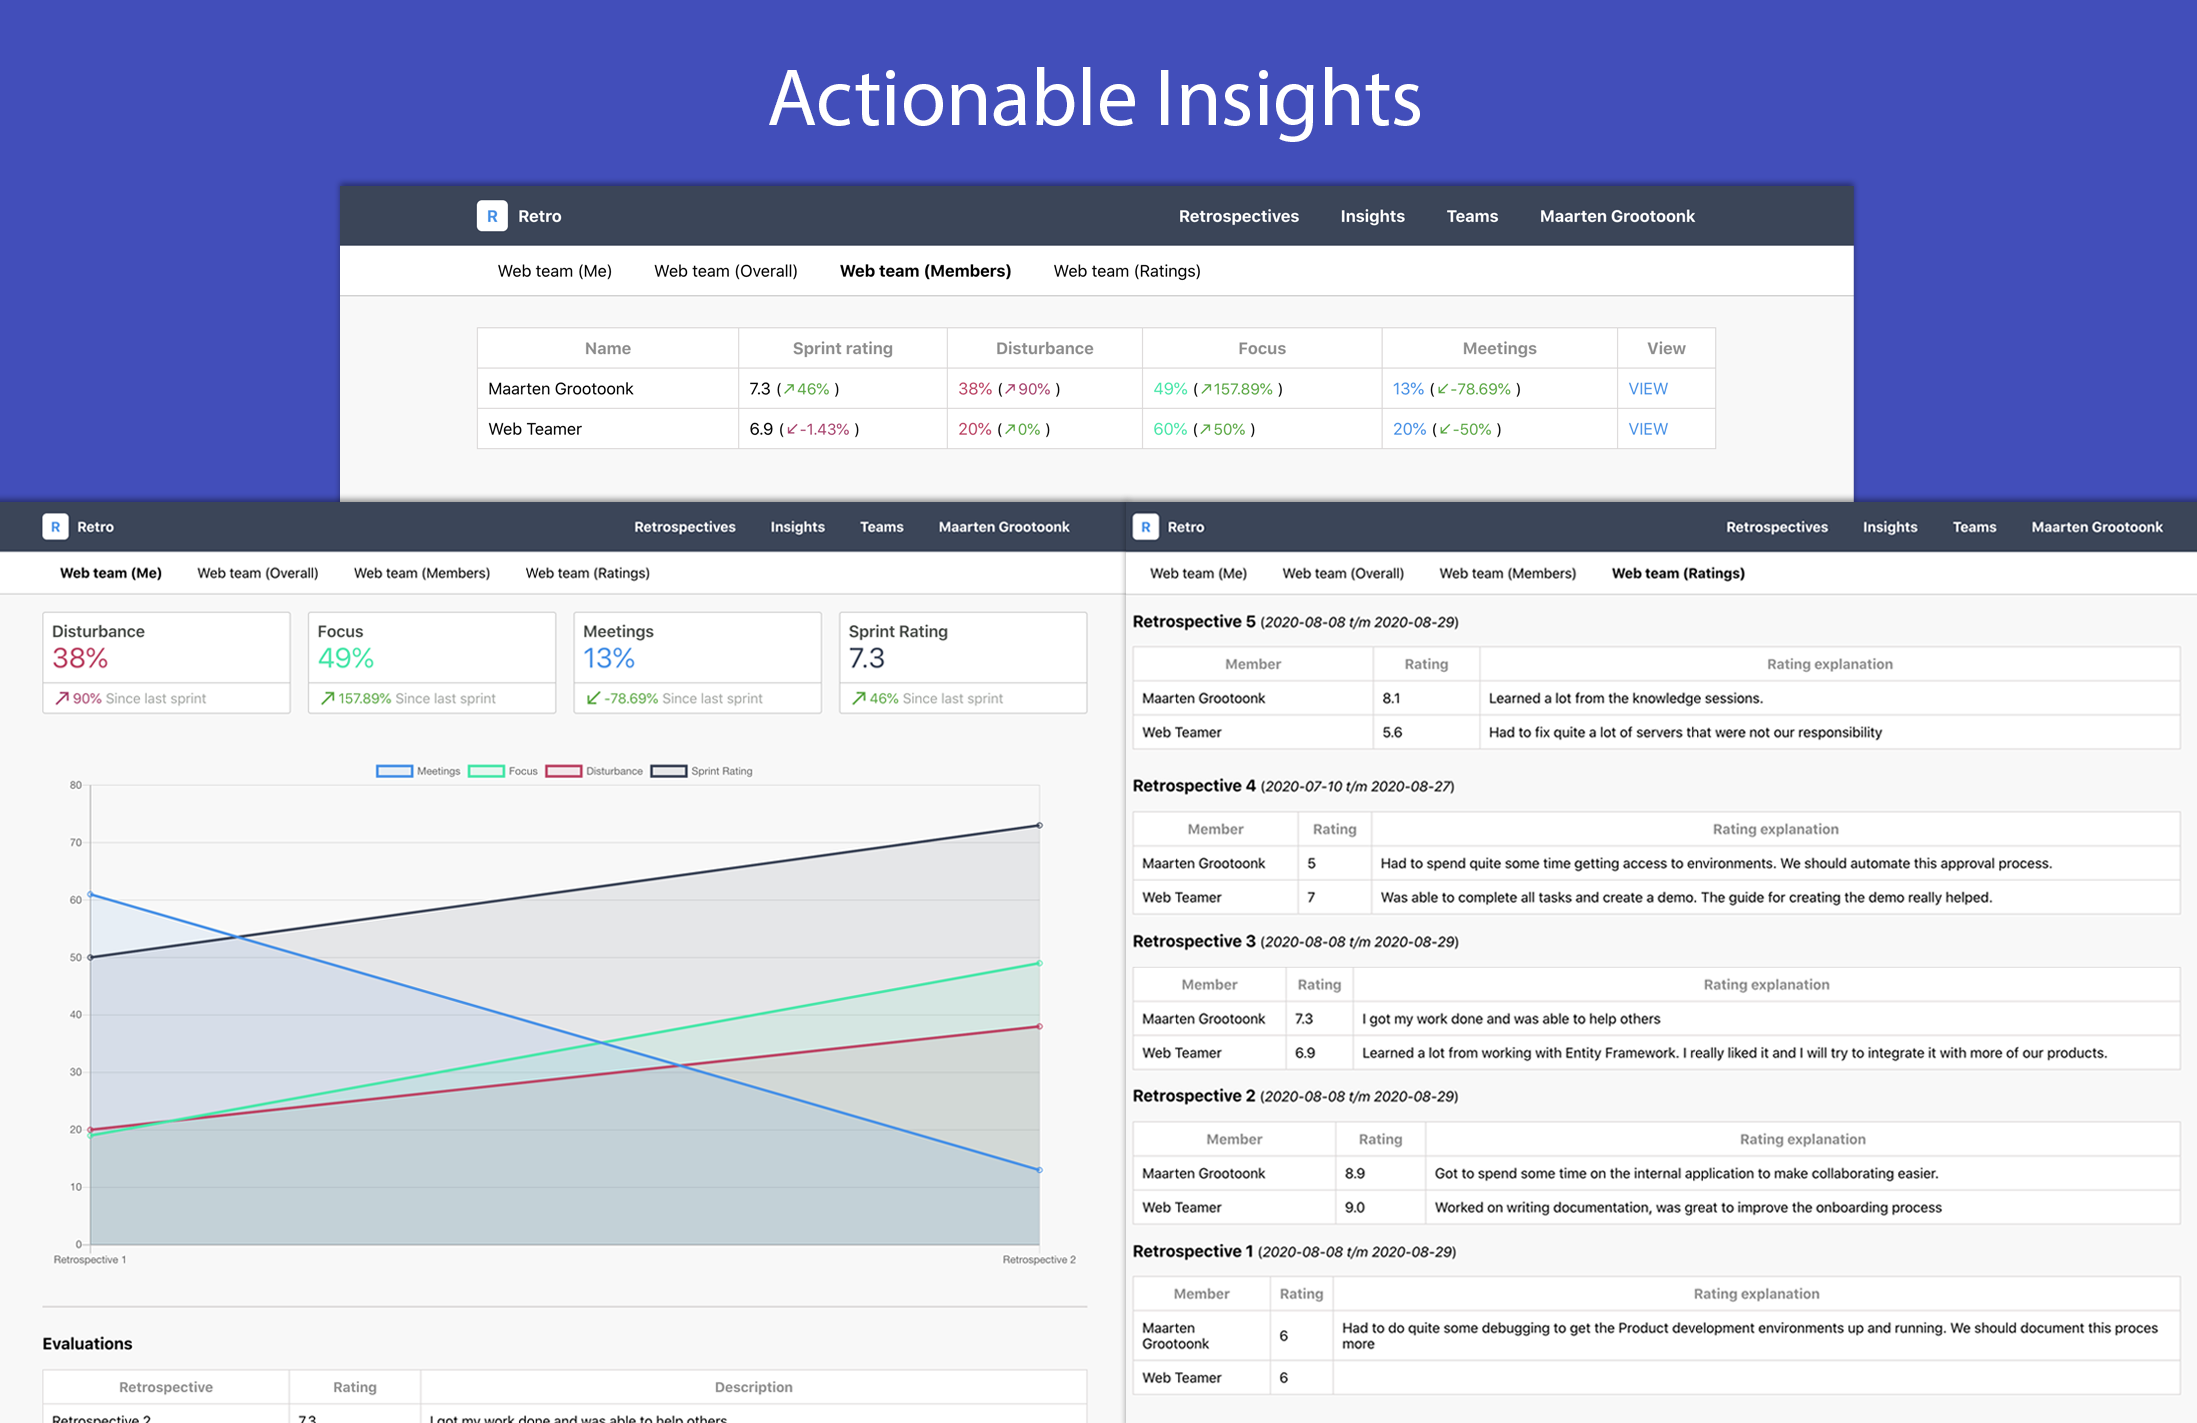 Actionable Insights
R Retro Retrospectives Insights Teams Maarten Grootoonk
Web team (Me) Web team (Overall) Web team (Members) Web team (Ratings)
Name Sprint rating Disturbance Focus Meetings View
Maarten Grootoonk 7.3 (↗46% ) 38% (↗90% ) 49% (↗157.89% ) 13% (↙-78.69% ) VIEW
Web Teamer 6.9 (↙-1.43% ) 20% (↗0% ) 60% (↗50% ) 20% (↙-50% ) VIEW
R Retro Retrospectives Insights Teams Maarten Grootoonk
Web team (Me) Web team (Overall) Web team (Members) Web team (Ratings)
Disturbance Focus Meetings Sprint Rating
38% 49% 13% 7.3
↗90% Since last sprint ↗157.89% Since last sprint ↙-78.69% Since last sprint ↗46% Since last sprint
Meetings Focus Disturbance Sprint Rating
80
70
60
50
40
30
20
10
0
Retrospective 1 Retrospective 2
Evaluations
Retrospective Rating Description
Retrospective 2 7.3 I got my work done and was able to help others
R Retro Retrospectives Insights Teams Maarten Grootoonk
Web team (Me) Web team (Overall) Web team (Members) Web team (Ratings)
Retrospective 5 (2020-08-08 t/m 2020-08-29)
Member Rating Rating explanation
Maarten Grootoonk 8.1 Learned a lot from the knowledge sessions.
Web Teamer 5.6 Had to fix quite a lot of servers that were not our responsibility
Retrospective 4 (2020-07-10 t/m 2020-08-27)
Member Rating Rating explanation
Maarten Grootoonk 5 Had to spend quite some time getting access to environments. We should automate this approval process.
Web Teamer 7 Was able to complete all tasks and create a demo. The guide for creating the demo really helped.
Retrospective 3 (2020-08-08 t/m 2020-08-29)
Member Rating Rating explanation
Maarten Grootoonk 7.3 I got my work done and was able to help others
Web Teamer 6.9 Learned a lot from working with Entity Framework. I really liked it and I will try to integrate it with more of our products.
Retrospective 2 (2020-08-08 t/m 2020-08-29)
Member Rating Rating explanation
Maarten Grootoonk 8.9 Got to spend some time on the internal application to make collaborating easier.
Web Teamer 9.0 Worked on writing documentation, was great to improve the onboarding process
Retrospective 1 (2020-08-08 t/m 2020-08-29)
Member Rating Rating explanation
Maarten Grootoonk 6 Had to do quite some debugging to get the Product development environments up and running. We should document this proces
more
Web Teamer 6